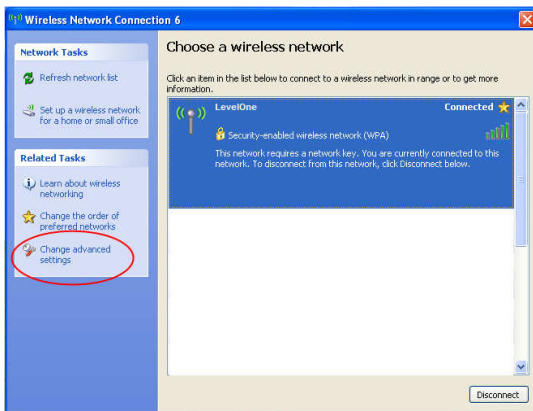 Wireless Network Connection 6
Network Tasks
Refresh network list
Set up a wireless network
for a home or small office
Related Tasks
Learn about wireless
networking
Change the order of
preferred networks
Change advanced
settings
Choose a wireless network
Click an item in the list below to connect to a wireless network in range or to get more
information.
LevelOne
Connected
Security-enabled wireless network (WPA)
This network requires a network key. You are currently connected to this
network. To disconnect from this network, click Disconnect below.
Disconnect